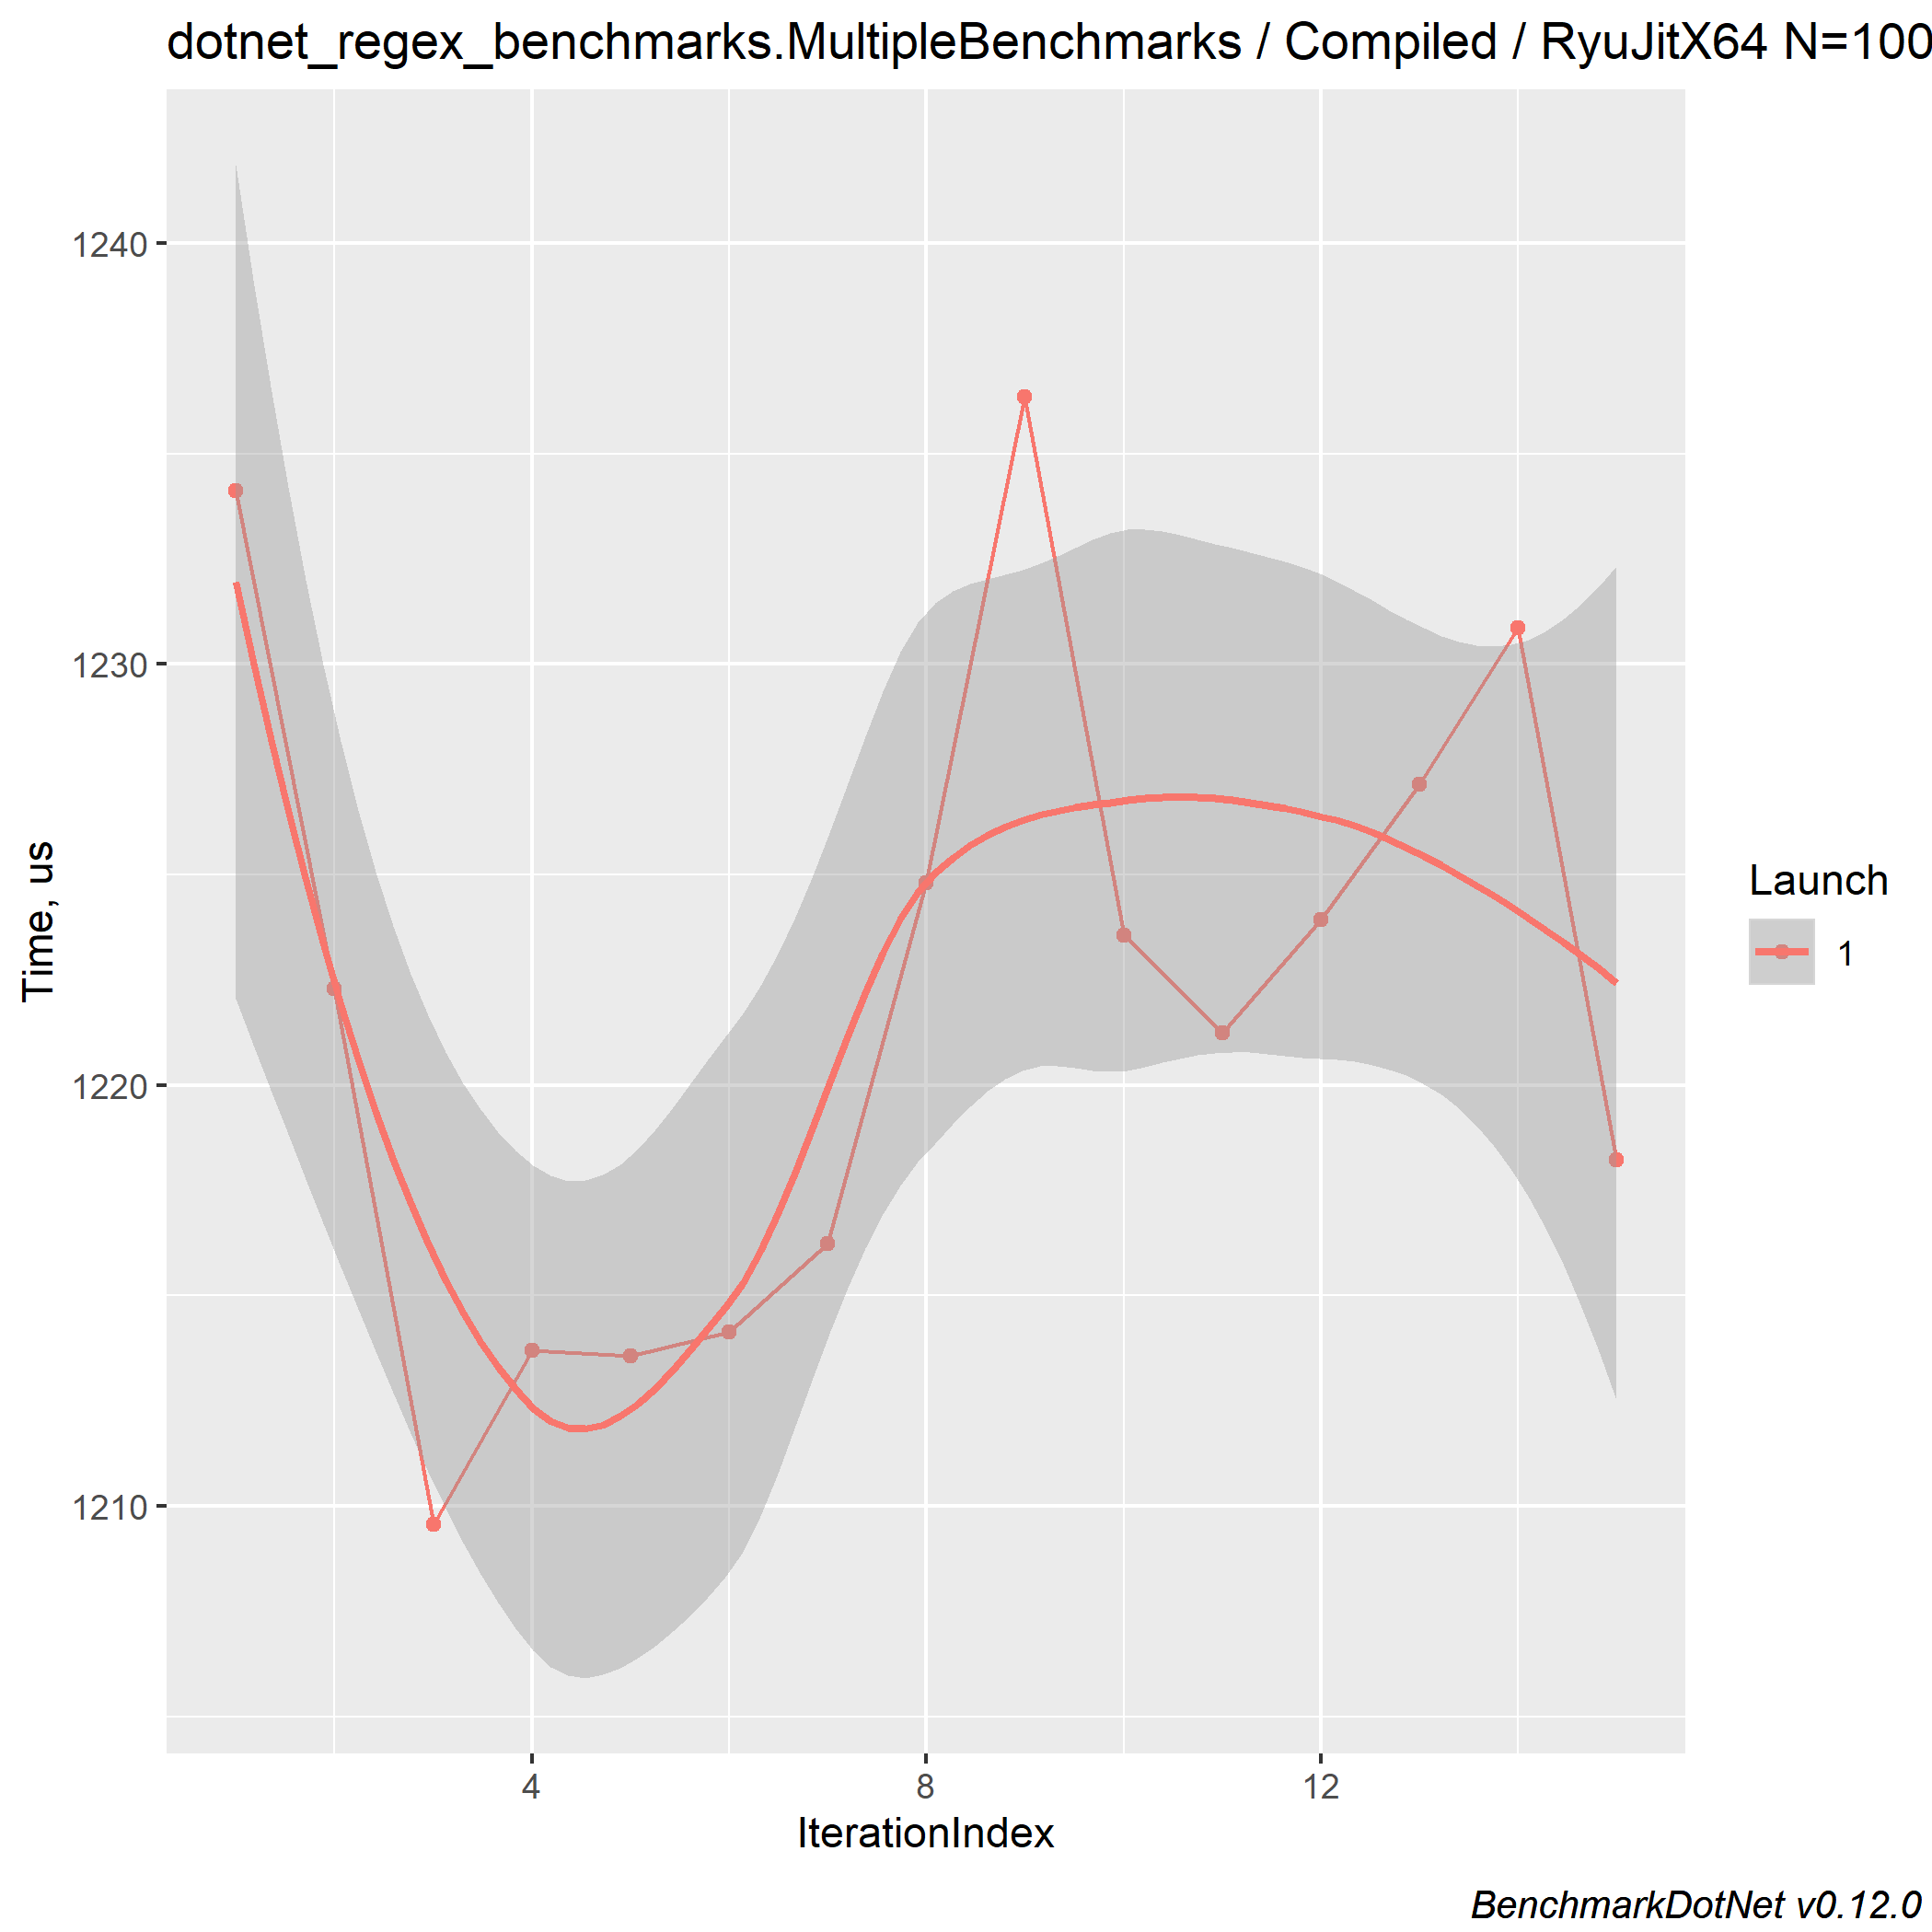 dotnet_regex_benchmarks.MultipleBenchmarks / Compiled / RyuJitX64 N=100
1240
1230
1220
1210
Time, us
4 8 12
IterationIndex
Launch
1
BenchmarkDotNet v0.12.0